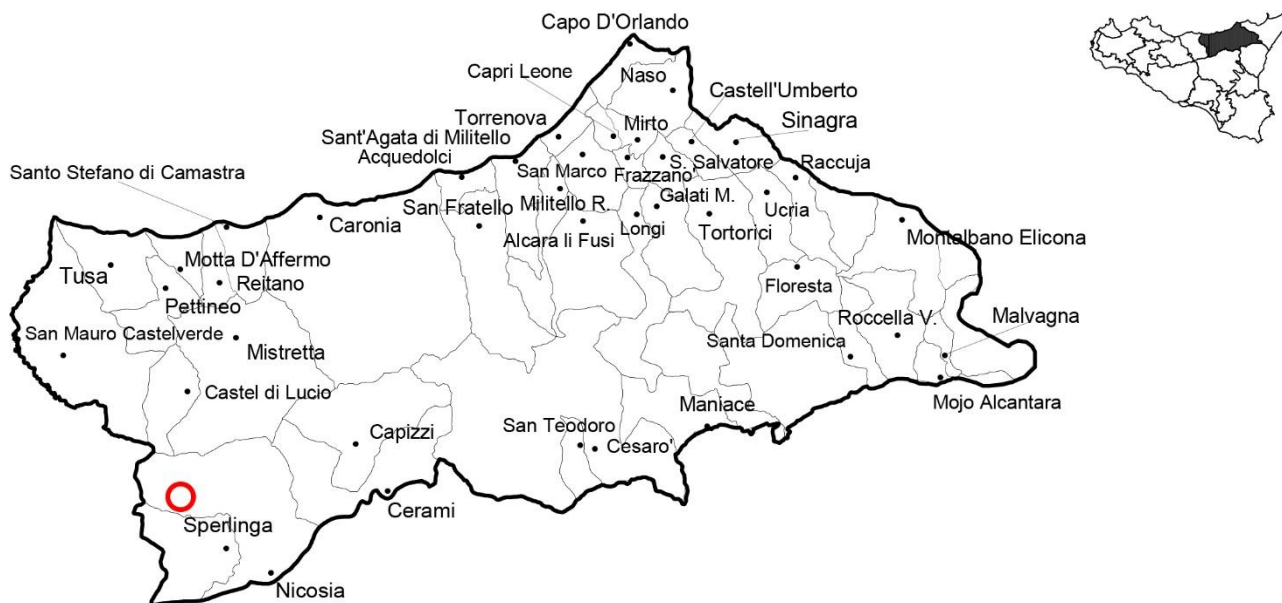 Capo D'Orlando
Capri Leone
Naso
Castell'Umberto
Torrenova
Mirto
Sinagra
Sant'Agata di Militello
Acquedolci
San Marco
Frazzano'
S. Salvatore
Raccuja
Santo Stefano di Camastra
San Fratello
Militello R.
Galati M.
Ucria
Caronia
Alcara li Fusi
Longi
Tortorici
Montalbano Elicona
Tusa
Motta D'Affermo
Reitano
Pettineo
Floresta
San Mauro Castelverde
Mistretta
Roccella V.
Malvagna
Santa Domenica
Castel di Lucio
Mojo Alcantara
Maniace
Capizzi
San Teodoro
Cesaro'
Cerami
Sperlinga
Nicosia